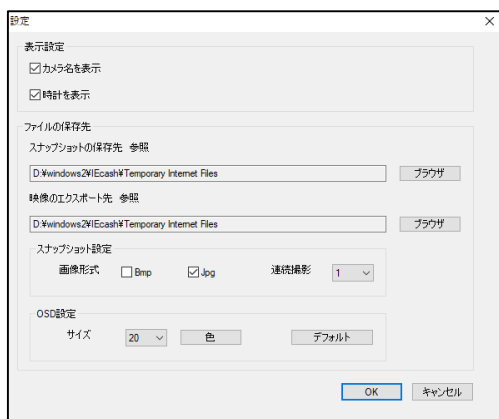 設定
表示設定
カメラ名を表示
時計を表示
ファイルの保存先
スナップショットの保存先 参照
D:¥windows2¥IEcash¥Temporary Internet Files ブラウザ
映像のエクスポート先 参照
D:¥windows2¥IEcash¥Temporary Internet Files ブラウザ
スナップショット設定
画像形式 Bmp Jpg 連続撮影 1
OSD設定
サイズ 20 色 デフォルト
OK キャンセル